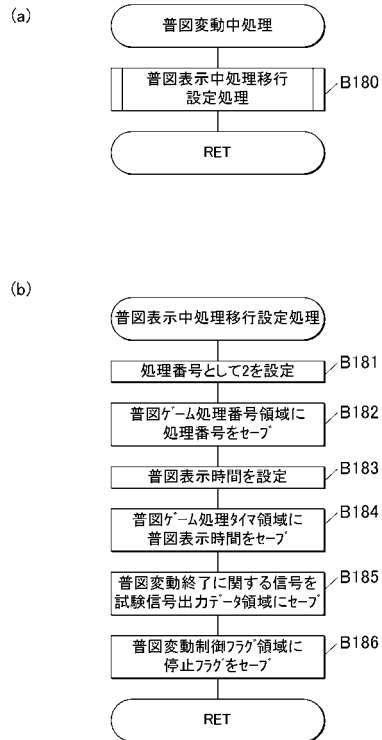 (a)
普図変動中処理
普図表示中処理移行
設定処理
B180
RET
(b)
普図表示中処理移行設定処理
処理番号として2を設定
B181
普図ゲーム処理番号領域に
処理番号をセーブ
B182
普図表示時間を設定
B183
普図ゲーム処理タイマ領域に
普図表示時間をセーブ
B184
普図変動終了に関する信号を
試験信号出力データ領域にセーブ
B185
普図変動制御フラグ領域に
停止フラグをセーブ
B186
RET